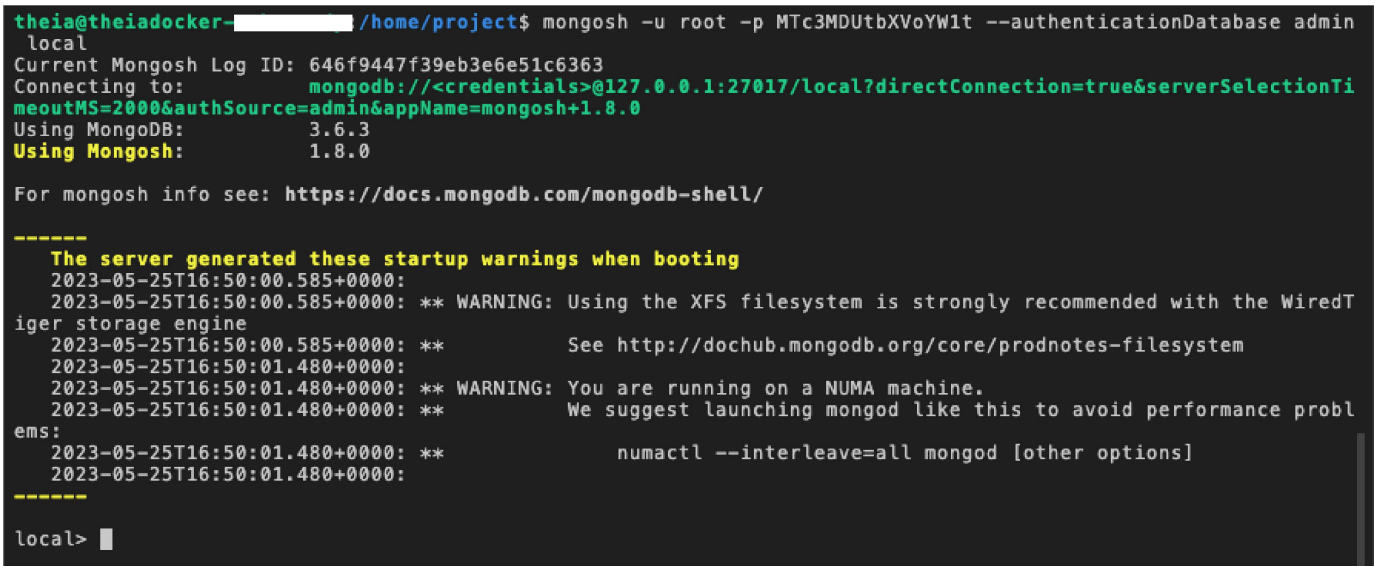 theia@theiadocker- :/home/project$ mongosh -u root -p MTc3MDUtbXVoYW1t --authenticationDatabase admin
local
Current Mongosh Log ID: 646f9447f39eb3e6e51c6363
Connecting to: mongodb://<credentials>@127.0.0.1:27017/local?directConnection=true&serverSelectionTi
meoutMS=2000&authSource=admin&appName=mongosh+1.8.0
Using MongoDB: 3.6.3
Using Mongosh: 1.8.0
For mongosh info see: https://docs.mongodb.com/mongodb-shell/
------
The server generated these startup warnings when booting
2023-05-25T16:50:00.585+0000:
2023-05-25T16:50:00.585+0000: ** WARNING: Using the XFS filesystem is strongly recommended with the WiredT
iger storage engine
2023-05-25T16:50:00.585+0000: ** See http://dochub.mongodb.org/core/prodnotes-filesystem
2023-05-25T16:50:01.480+0000:
2023-05-25T16:50:01.480+0000: ** WARNING: You are running on a NUMA machine.
2023-05-25T16:50:01.480+0000: ** We suggest launching mongod like this to avoid performance probl
ems:
2023-05-25T16:50:01.480+0000: ** numactl --interleave=all mongod [other options]
2023-05-25T16:50:01.480+0000:
------
local>